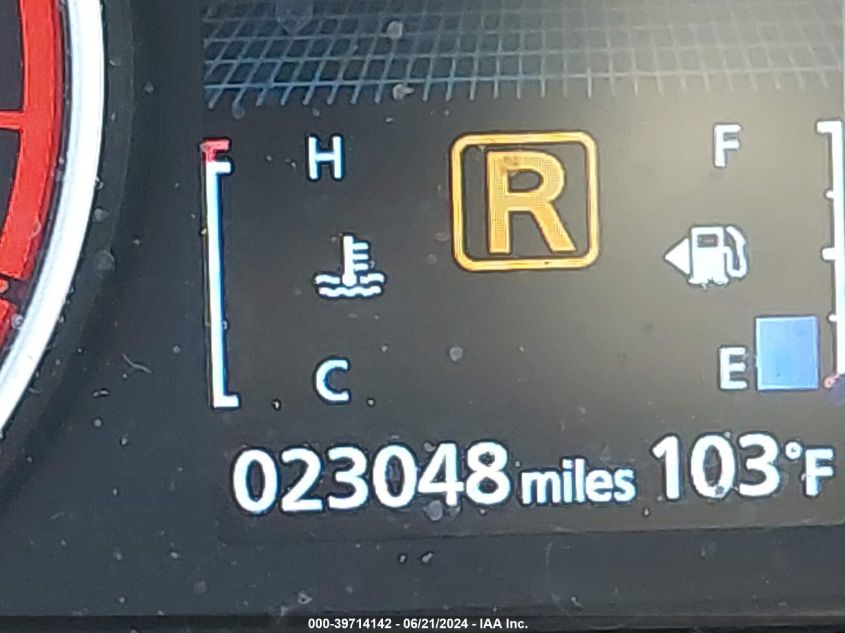 H R F
C E
023048 miles 103°F
000-39714142 - 06/21/2024 - IAA Inc.